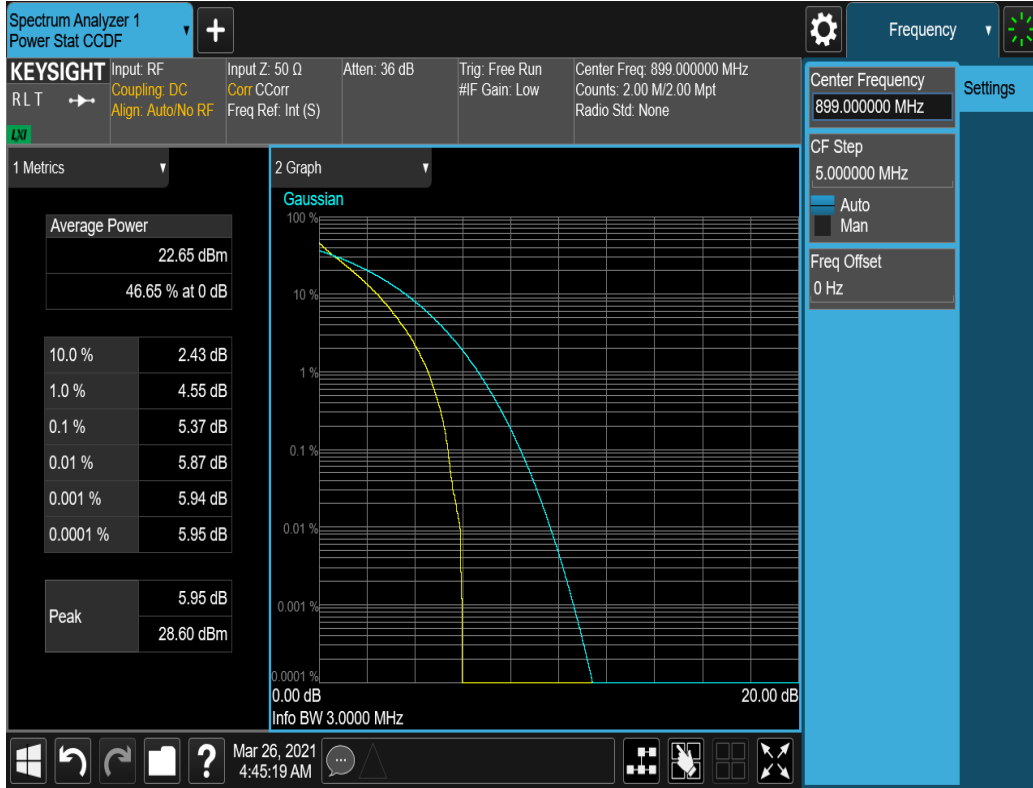 Spectrum Analyzer 1
Power Stat CCDF
Frequency
KEYSIGHT
RLT
LXI
Input: RF
Coupling: DC
Align: Auto/No RF
Input Z: 50 Ω
Corr CCorr
Freq Ref: Int (S)
Atten: 36 dB
Trig: Free Run
#IF Gain: Low
Center Freq: 899.000000 MHz
Counts: 2.00 M/2.00 Mpt
Radio Std: None
Center Frequency
899.000000 MHz
Settings
CF Step
5.000000 MHz
Auto
Man
Freq Offset
0 Hz
1 Metrics
Average Power
22.65 dBm
46.65 % at 0 dB
10.0 % 2.43 dB
1.0 % 4.55 dB
0.1 % 5.37 dB
0.01 % 5.87 dB
0.001 % 5.94 dB
0.0001 % 5.95 dB
Peak
5.95 dB
28.60 dBm
2 Graph
Gaussian
100 %
10 %
1 %
0.1 %
0.01 %
0.001 %
0.0001 %
0.00 dB 20.00 dB
Info BW 3.0000 MHz
?
Mar 26, 2021
4:45:19 AM